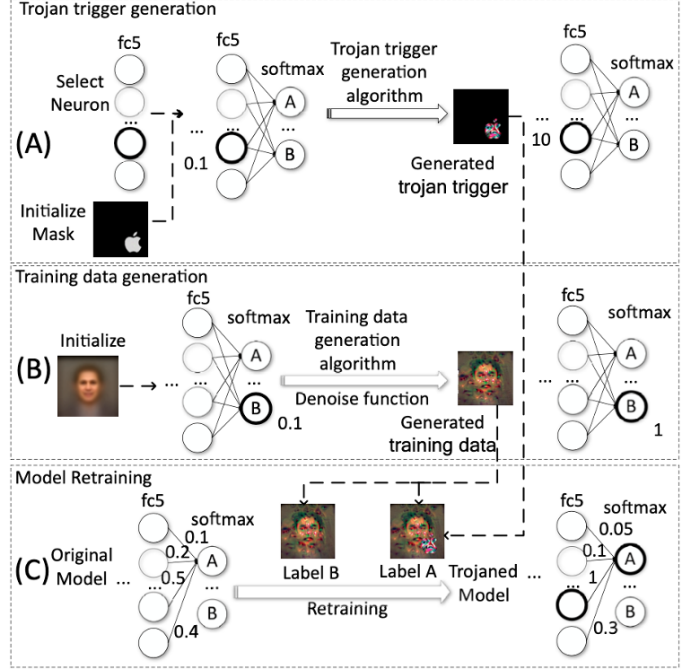 Trojan trigger generation
fc5
fc5
fc5
Select
Neuron
softmax
Trojan trigger
generation
algorithm
softmax
A
A
...
...
...
...
...
...
...
(A)
B
B
0.1
10
Generated
trojan trigger
Initialize
Mask
Training data generation
fc5
fc5
Initialize
softmax
Training data
generation
algorithm
softmax
A
A
(B)
...
...
...
...
...
...
B
B
Denoise function
0.1
1
Generated
training data
Model Retraining
fc5
fc5
softmax
softmax
0.1
0.05
0.2
0.1
A
A
(C)
Original
Model ...
0.5
...
...
Label B
Label A
Trojaned ...
Model
1
...
...
B
B
Retraining
0.4
0.3